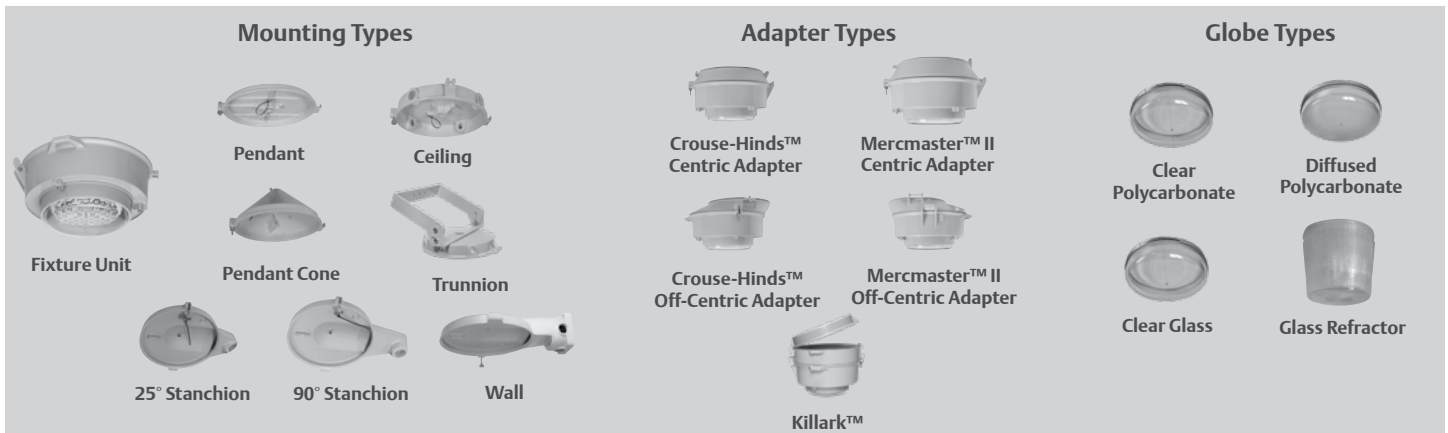 Mounting Types
Pendant
Ceiling
Fixture Unit
Pendant Cone
Trunnion
25° Stanchion
90° Stanchion
Wall
Adapter Types
Crouse-Hinds™
Centric Adapter
Mercmaster™ II
Centric Adapter
Crouse-Hinds™
Off-Centric Adapter
Mercmaster™ II
Off-Centric Adapter
Killark™
Globe Types
Clear
Polycarbonate
Diffused
Polycarbonate
Clear Glass
Glass Refractor